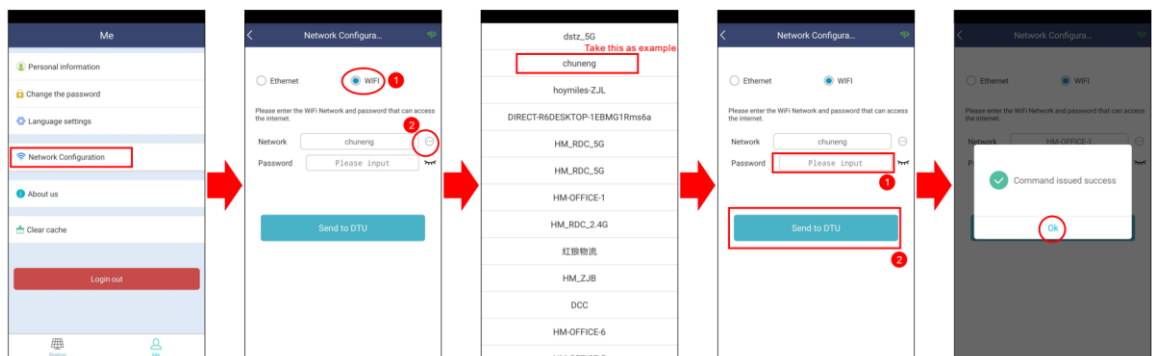 Me
Personal information
Change the password
Language settings
Network Configuration
About us
Clear cache
Login out
Station
Me
Network Configura...
Ethernet
WIFI
1
Please enter the WiFi Network and password that can access
the internet.
2
Network
chuneng
Password
Please input
Send to DTU
dstz_5G
Take this as example
chuneng
hoymiles-ZJL
DIRECT-R6DESKTOP-1EBMG1Rms6a
HM_RDC_5G
HM_RDC_5G
HM-OFFICE-1
HM_RDC_2.4G
红狼物流
HM_ZJB
DCC
HM-OFFICE-6
Network Configura...
Ethernet
WIFI
Please enter the WiFi Network and password that can access
the internet.
Network
chuneng
Password
Please input
1
Send to DTU
2
Network Configura...
Ethernet
WIFI
Please enter the WiFi Network and password that can access
the internet.
Network
HM-OFFICE-1
Command issued success
Ok